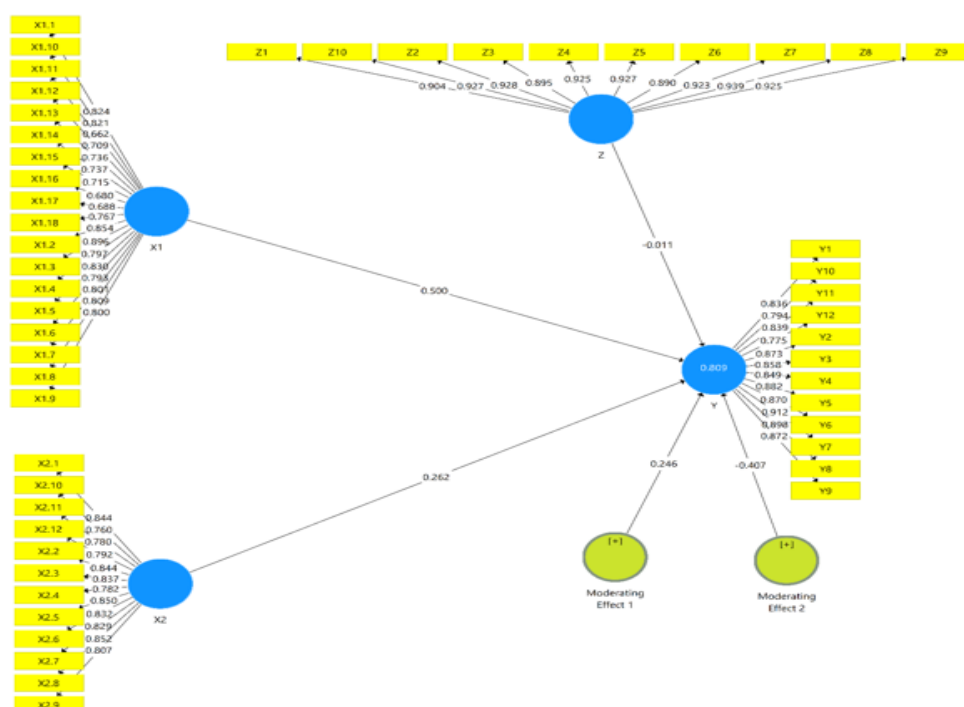 X1.1
X1.10
X1.11
X1.12
X1.13
X1.14
X1.15
X1.16
X1.17
X1.18
X1.2
X1.3
X1.4
X1.5
X1.6
X1.7
X1.8
X1.9
0.824
0.821
0.662
0.709
0.736
0.737
0.715
0.680
0.688
0.767
0.854
0.896
0.797
0.830
0.793
0.801
0.809
0.800
X1
Z1 Z10 Z2 Z3 Z4 Z5 Z6 Z7 Z8 Z9
0.904 0.927 0.928 0.895 0.925 0.927 0.890 0.923 0.939 0.925
Z
-0.011
0.500
Y1
Y10
Y11
Y12
Y2
Y3
Y4
Y5
Y6
Y7
Y8
Y9
0.836
0.794
0.839
0.775
0.873
0.858
0.849
0.882
0.870
0.912
0.898
0.872
0.809
Y
0.262
0.246
-0.407
X2.1
X2.10
X2.11
X2.12
X2.2
X2.3
X2.4
X2.5
X2.6
X2.7
X2.8
X2.9
0.844
0.760
0.780
0.792
0.844
0.837
0.782
0.850
0.832
0.829
0.852
0.807
X2
[+]
Moderating
Effect 1
[+]
Moderating
Effect 2